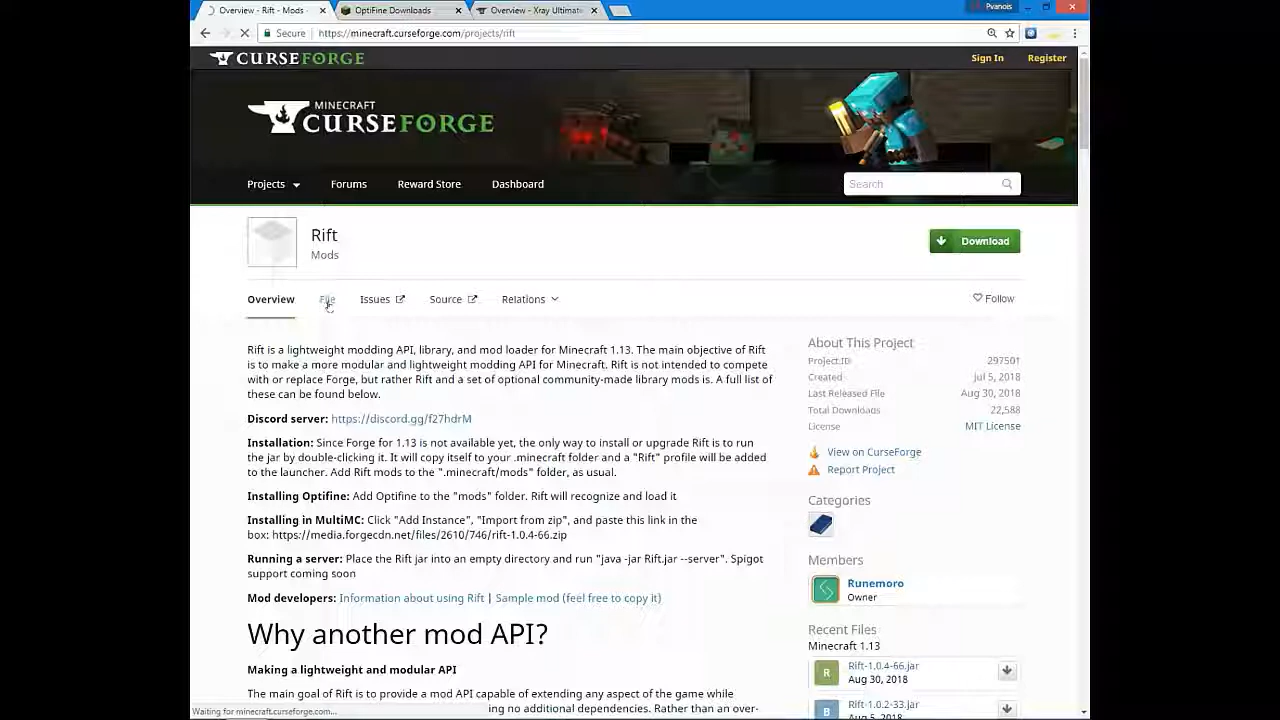 Overview - Rift - Mods -
OptiFine Downloads
Overview - Xray Ultimate
Pvanois
Secure
https://minecraft.curseforge.com/projects/rift
CURSEFORGE
Sign In
Register
MINECRAFT
CURSEFORGE
Projects
Forums
Reward Store
Dashboard
Search
Rift
Mods
Download
Overview
File
Issues
Source
Relations
Follow
Rift is a lightweight modding API, library, and mod loader for Minecraft 1.13. The main objective of Rift
is to make a more modular and lightweight modding API for Minecraft. Rift is not intended to compete
with or replace Forge, but rather Rift and a set of optional community-made library mods is. A full list of
these can be found below.
Discord server: https://discord.gg/f27hdrM
Installation: Since Forge for 1.13 is not available yet, the only way to install or upgrade Rift is to run
the jar by double-clicking it. It will copy itself to your .minecraft folder and a "Rift" profile will be added
to the launcher. Add Rift mods to the ".minecraft/mods" folder, as usual.
Installing Optifine: Add Optifine to the "mods" folder. Rift will recognize and load it
Installing in MultiMC: Click "Add Instance", "Import from zip", and paste this link in the
box: https://media.forgecdn.net/files/2610/746/rift-1.0.4-66.zip
Running a server: Place the Rift jar into an empty directory and run "java -jar Rift.jar --server". Spigot
support coming soon
Mod developers: Information about using Rift | Sample mod (feel free to copy it)
Why another mod API?
Making a lightweight and modular API
The main goal of Rift is to provide a mod API capable of extending any aspect of the game while
ing no additional dependencies. Rather than an over-
About This Project
Project ID 297501
Created Jul 5, 2018
Last Released File Aug 30, 2018
Total Downloads 22,588
License MIT License
View on CurseForge
Report Project
Categories
Members
Runemoro
Owner
Recent Files
Minecraft 1.13
R
Rift-1.0.4-66.jar
Aug 30, 2018
B
Rift-1.0.2-33.jar
Aug 5, 2018
Waiting for minecraft.curseforge.com...